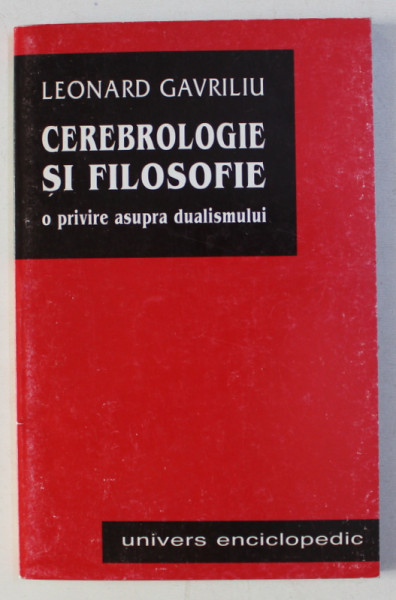 LEONARD GAVRILIU
CEREBROLOGIE
ȘI FILOSOFIE
o privire asupra dualismului
univers enciclopedic